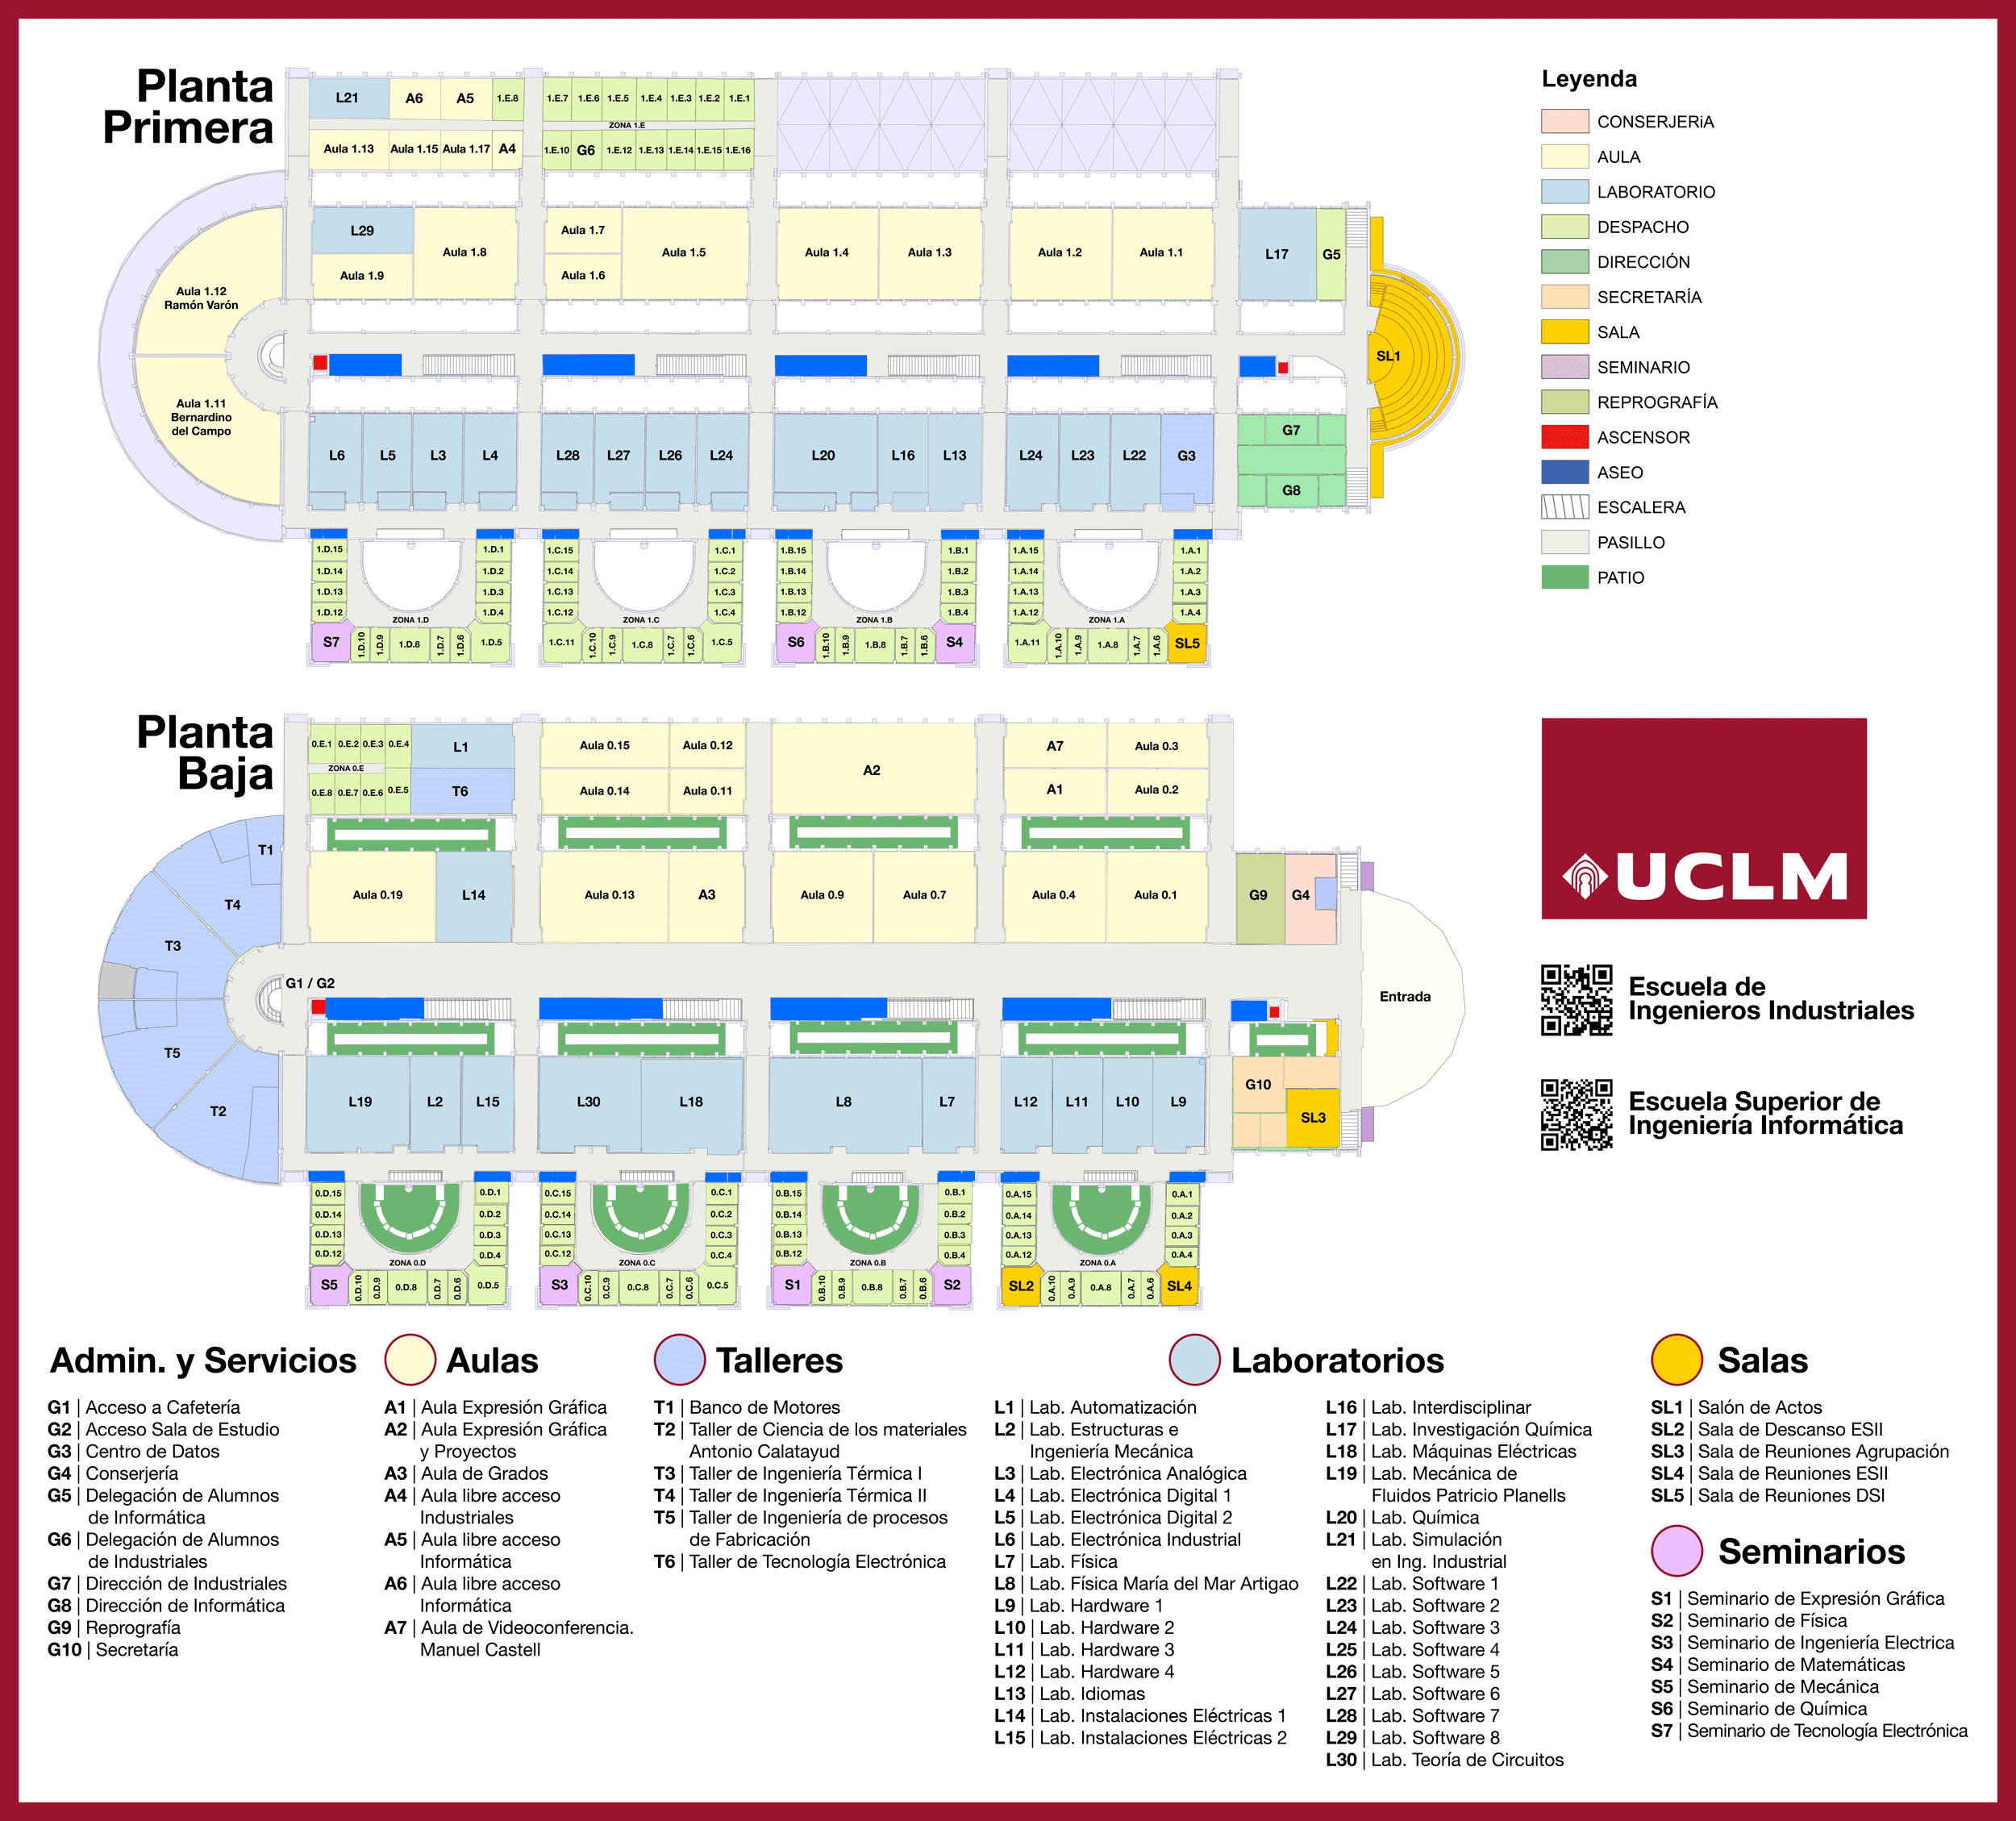 Planta
Primera
L21
A6
A5
1.E.8
1.E.7
1.E.6
1.E.5
1.E.4
1.E.3
1.E.2
1.E.1
ZONA 1.E
Aula 1.13
Aula 1.15
Aula 1.17
A4
1.E.10
G6
1.E.12
1.E.13
1.E.14
1.E.15
1.E.16
L29
Aula 1.8
Aula 1.9
Aula 1.7
Aula 1.6
Aula 1.5
Aula 1.4
Aula 1.3
Aula 1.2
Aula 1.1
L17
G5
Aula 1.12
Ramón Varón
Aula 1.11
Bernardino
del Campo
SL1
L6
L5
L3
L4
L28
L27
L26
L24
L20
L16
L13
L24
L23
L22
G3
G7
G8
1.D.15
1.D.14
1.D.13
1.D.12
S7
1.D.10
1.D.9
1.D.8
1.D.7
1.D.6
1.D.5
1.D.4
1.D.3
1.D.2
1.D.1
ZONA 1.D
1.C.15
1.C.14
1.C.13
1.C.12
1.C.11
1.C.10
1.C.9
1.C.8
1.C.7
1.C.6
1.C.5
1.C.4
1.C.3
1.C.2
1.C.1
ZONA 1.C
1.B.15
1.B.14
1.B.13
1.B.12
S6
1.B.10
1.B.9
1.B.8
1.B.7
1.B.6
S4
1.B.4
1.B.3
1.B.2
1.B.1
ZONA 1.B
1.A.15
1.A.14
1.A.13
1.A.12
1.A.11
1.A.10
1.A.9
1.A.8
1.A.7
1.A.6
SL5
1.A.4
1.A.3
1.A.2
1.A.1
ZONA 1.A
Leyenda
CONSERJERiA
AULA
LABORATORIO
DESPACHO
DIRECCIÓN
SECRETARÍA
SALA
SEMINARIO
REPROGRAFÍA
ASCENSOR
ASEO
ESCALERA
PASILLO
PATIO
Planta
Baja
0.E.1
0.E.2
0.E.3
0.E.4
ZONA 0.E
0.E.8
0.E.7
0.E.6
0.E.5
L1
T6
Aula 0.15
Aula 0.12
Aula 0.14
Aula 0.11
A2
A7
Aula 0.3
A1
Aula 0.2
T1
T4
T3
T5
T2
Aula 0.19
L14
Aula 0.13
A3
Aula 0.9
Aula 0.7
Aula 0.4
Aula 0.1
G9
G4
G1 / G2
Entrada
L19
L2
L15
L30
L18
L8
L7
L12
L11
L10
L9
G10
SL3
0.D.15
0.D.14
0.D.13
0.D.12
S5
0.D.10
0.D.9
0.D.8
0.D.7
0.D.6
0.D.5
0.D.4
0.D.3
0.D.2
0.D.1
ZONA 0.D
0.C.15
0.C.14
0.C.13
0.C.12
S3
0.C.10
0.C.9
0.C.8
0.C.7
0.C.6
0.C.5
0.C.4
0.C.3
0.C.2
0.C.1
ZONA 0.C
0.B.15
0.B.14
0.B.13
0.B.12
S1
0.B.10
0.B.9
0.B.8
0.B.7
0.B.6
S2
0.B.4
0.B.3
0.B.2
0.B.1
ZONA 0.B
0.A.15
0.A.14
0.A.13
0.A.12
SL2
0.A.10
0.A.9
0.A.8
0.A.7
0.A.6
SL4
0.A.4
0.A.3
0.A.2
0.A.1
ZONA 0.A
UCLM
Escuela de
Ingenieros Industriales
Escuela Superior de
Ingeniería Informática
Admin. y Servicios
G1 | Acceso a Cafetería
G2 | Acceso Sala de Estudio
G3 | Centro de Datos
G4 | Conserjería
G5 | Delegación de Alumnos
de Informática
G6 | Delegación de Alumnos
de Industriales
G7 | Dirección de Industriales
G8 | Dirección de Informática
G9 | Reprografía
G10 | Secretaría
Aulas
A1 | Aula Expresión Gráfica
A2 | Aula Expresión Gráfica
y Proyectos
A3 | Aula de Grados
A4 | Aula libre acceso
Industriales
A5 | Aula libre acceso
Informática
A6 | Aula libre acceso
Informática
A7 | Aula de Videoconferencia.
Manuel Castell
Talleres
T1 | Banco de Motores
T2 | Taller de Ciencia de los materiales
Antonio Calatayud
T3 | Taller de Ingeniería Térmica I
T4 | Taller de Ingeniería Térmica II
T5 | Taller de Ingeniería de procesos
de Fabricación
T6 | Taller de Tecnología Electrónica
Laboratorios
L1 | Lab. Automatización
L2 | Lab. Estructuras e
Ingeniería Mecánica
L3 | Lab. Electrónica Analógica
L4 | Lab. Electrónica Digital 1
L5 | Lab. Electrónica Digital 2
L6 | Lab. Electrónica Industrial
L7 | Lab. Física
L8 | Lab. Física María del Mar Artigao
L9 | Lab. Hardware 1
L10 | Lab. Hardware 2
L11 | Lab. Hardware 3
L12 | Lab. Hardware 4
L13 | Lab. Idiomas
L14 | Lab. Instalaciones Eléctricas 1
L15 | Lab. Instalaciones Eléctricas 2
L16 | Lab. Interdisciplinar
L17 | Lab. Investigación Química
L18 | Lab. Máquinas Eléctricas
L19 | Lab. Mecánica de
Fluidos Patricio Planells
L20 | Lab. Química
L21 | Lab. Simulación
en Ing. Industrial
L22 | Lab. Software 1
L23 | Lab. Software 2
L24 | Lab. Software 3
L25 | Lab. Software 4
L26 | Lab. Software 5
L27 | Lab. Software 6
L28 | Lab. Software 7
L29 | Lab. Software 8
L30 | Lab. Teoría de Circuitos
Salas
SL1 | Salón de Actos
SL2 | Sala de Descanso ESII
SL3 | Sala de Reuniones Agrupación
SL4 | Sala de Reuniones ESII
SL5 | Sala de Reuniones DSI
Seminarios
S1 | Seminario de Expresión Gráfica
S2 | Seminario de Física
S3 | Seminario de Ingeniería Electrica
S4 | Seminario de Matemáticas
S5 | Seminario de Mecánica
S6 | Seminario de Química
S7 | Seminario de Tecnología Electrónica